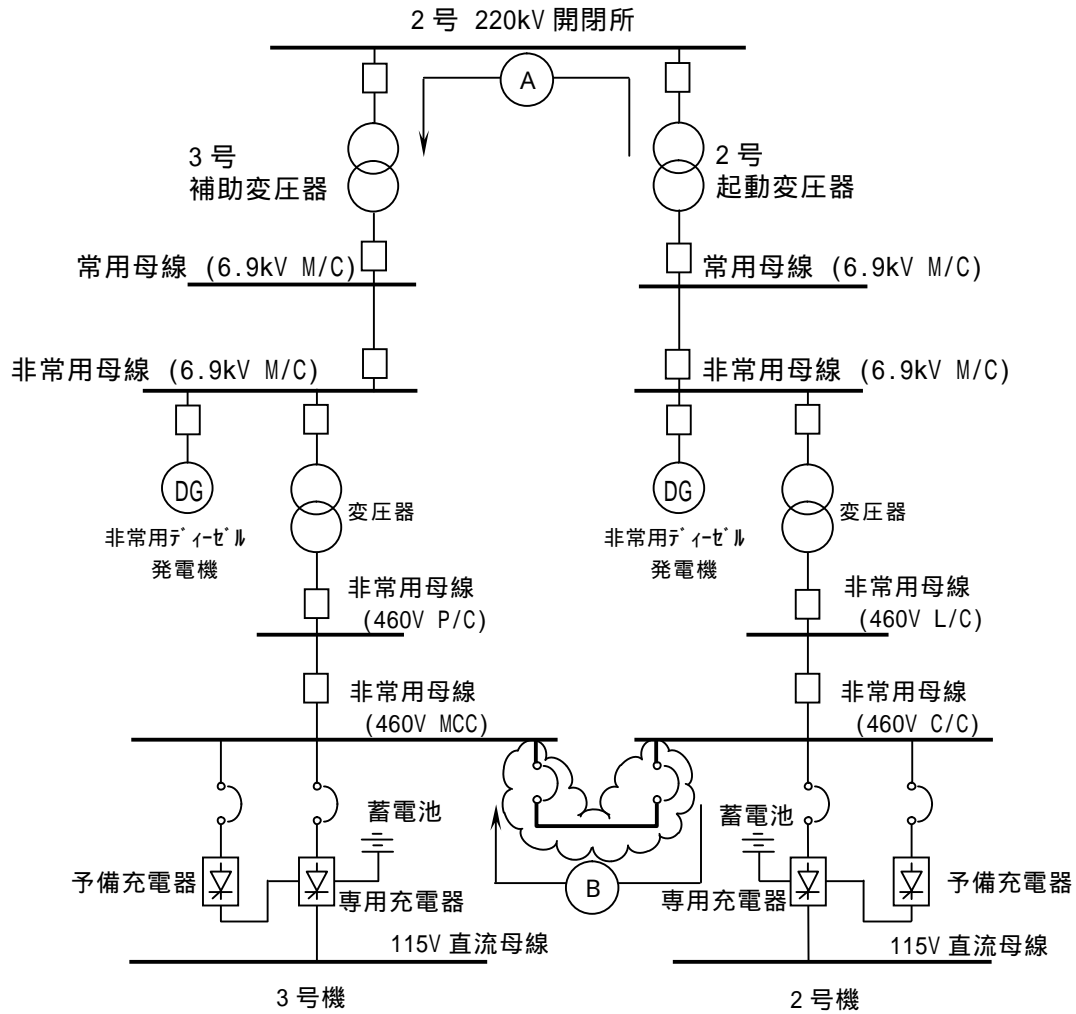 2号 220kV 開閉所
A
3号
補助変圧器
2号
起動変圧器
常用母線 (6.9kV M/C)
常用母線 (6.9kV M/C)
非常用母線 (6.9kV M/C)
非常用母線 (6.9kV M/C)
DG
変圧器
DG
変圧器
非常用ディーゼル
発電機
非常用ディーゼル
発電機
非常用母線
(460V P/C)
非常用母線
(460V L/C)
非常用母線
(460V MCC)
非常用母線
(460V C/C)
蓄電池
蓄電池
予備充電器
専用充電器
B
専用充電器
予備充電器
115V 直流母線
115V 直流母線
3号機
2号機